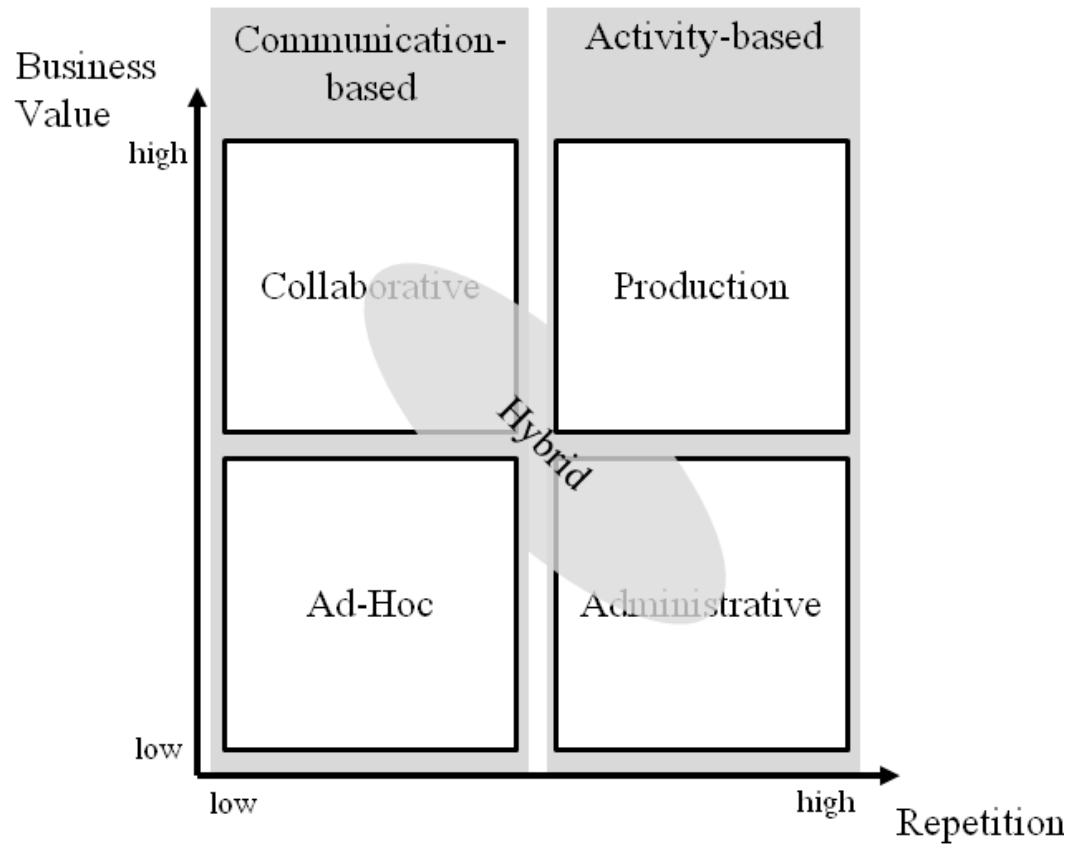 Communication-
based
Activity-based
Business
Value
high
Collaborative
Production
Hybrid
Ad-Hoc
Administrative
low
low
high
Repetition